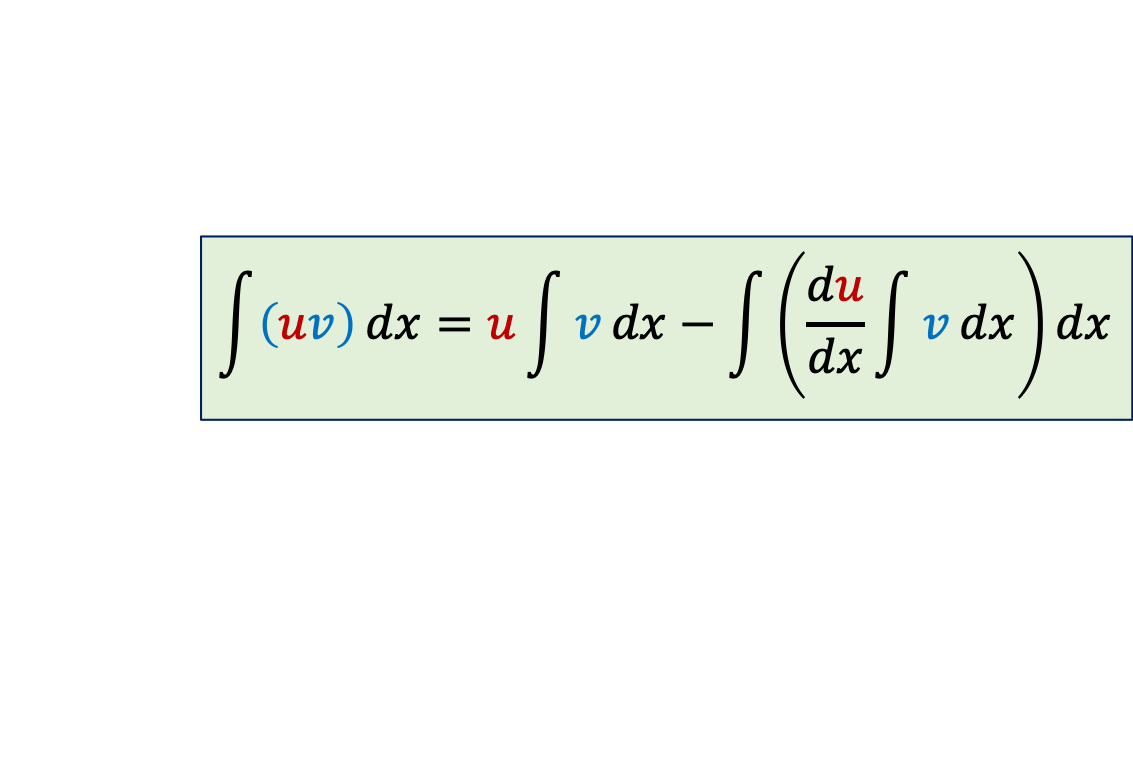 ∫(uv) dx = u ∫ v dx − ∫ (du/dx ∫ v dx) dx